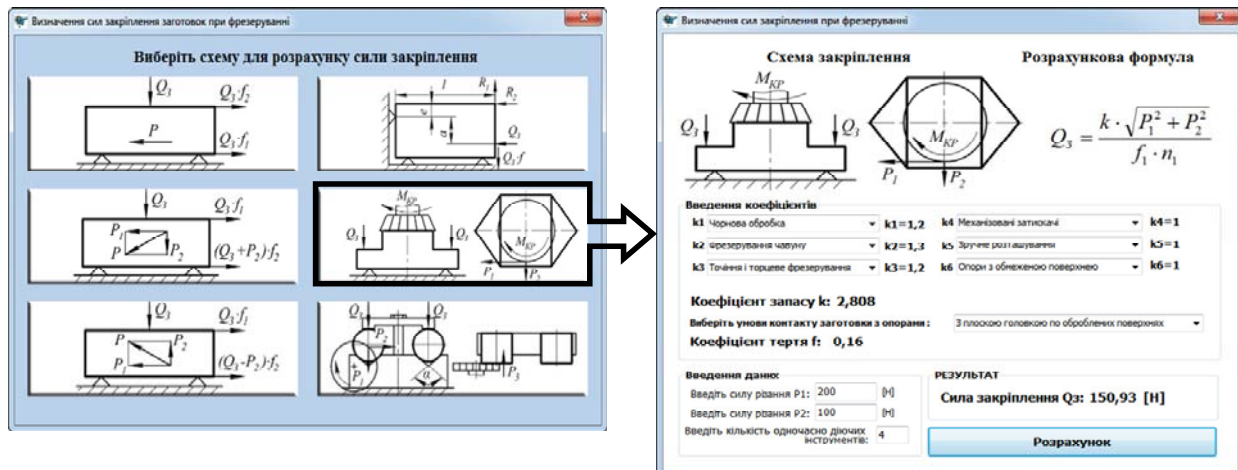 Визначення сил закріплення заготовок при фрезеруванні
Виберіть схему для розрахунку сили закріплення
Q₃ Q₃·f₂
P
Q₃·f₁
l R₁
R₂
e
a
Q₃
Q₃·f
Q₃ Q₃·f₁
P₁
P P₂ (Q₃+P₂)·f₂
M_КР
Q₃ Q₃
M_КР
P₁ P₂
Q₃ Q₃·f₁
P P₂
P₁ (Q₃-P₂)·f₂
Q₃ Q₃
P₂
P₁ α P₃
Визначення сил закріплення при фрезеруванні
Схема закріплення
Розрахункова формула
M_КР
Q₃ Q₃
M_КР
P₁ P₂
Q₃ = k · √(P₁² + P₂²) / (f₁ · n₁)
Введення коефіцієнтів
k1 Чорнова обробка k1=1,2 k4 Механізовані затискачі k4=1
k2 Фрезерування чавуну k2=1,3 k5 Зручне розташування k5=1
k3 Точіння і торцеве фрезерування k3=1,2 k6 Опори з обмеженою поверхнею k6=1
Коефіцієнт запасу k: 2,808
Виберіть умови контакту заготовки з опорами: З плоскою головкою по оброблених поверхнях
Коефіцієнт тертя f: 0,16
Введення даних
Введіть силу різання P1: 200 [Н]
Введіть силу різання P2: 100 [Н]
Введіть кількість одночасно діючих
інструментів: 4
РЕЗУЛЬТАТ
Сила закріплення Qз: 150,93 [Н]
Розрахунок